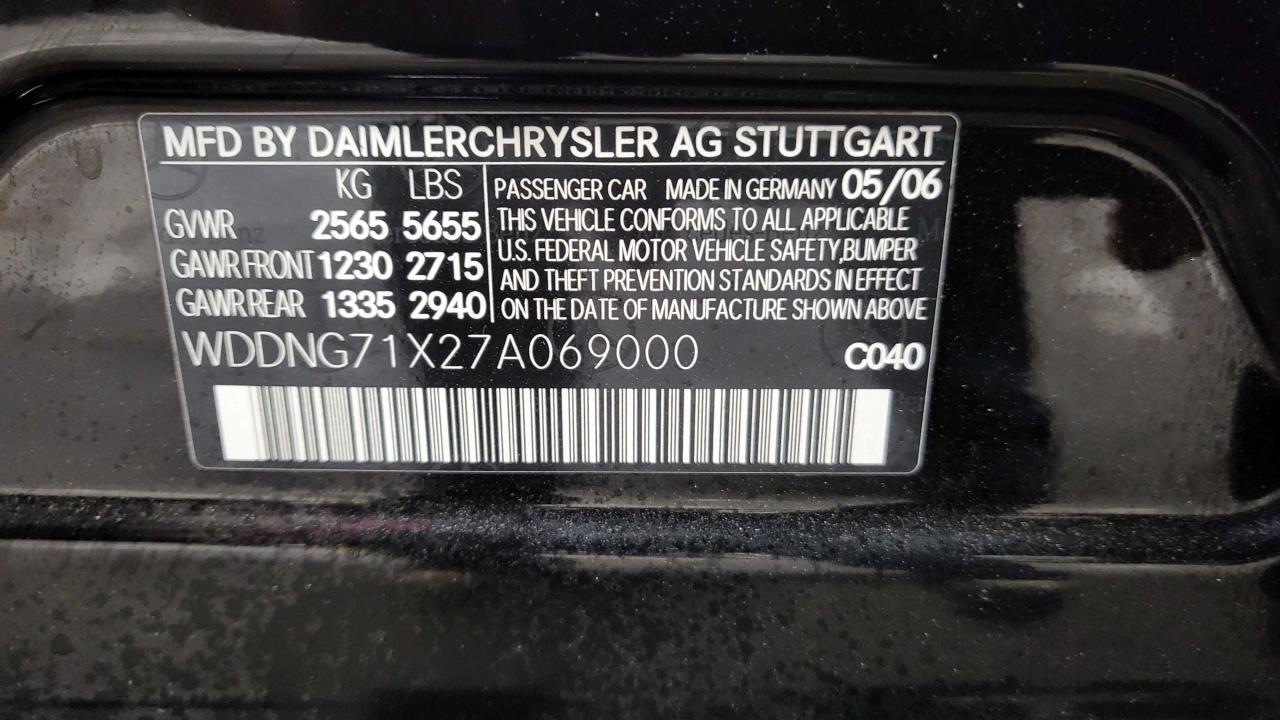 MFD BY DAIMLERCHRYSLER AG STUTTGART
KG LBS
GVWR 2565 5655
GAWR FRONT 1230 2715
GAWR REAR 1335 2940
PASSENGER CAR MADE IN GERMANY 05/06
THIS VEHICLE CONFORMS TO ALL APPLICABLE
U.S. FEDERAL MOTOR VEHICLE SAFETY, BUMPER
AND THEFT PREVENTION STANDARDS IN EFFECT
ON THE DATE OF MANUFACTURE SHOWN ABOVE
WDDNG71X27A069000 C040